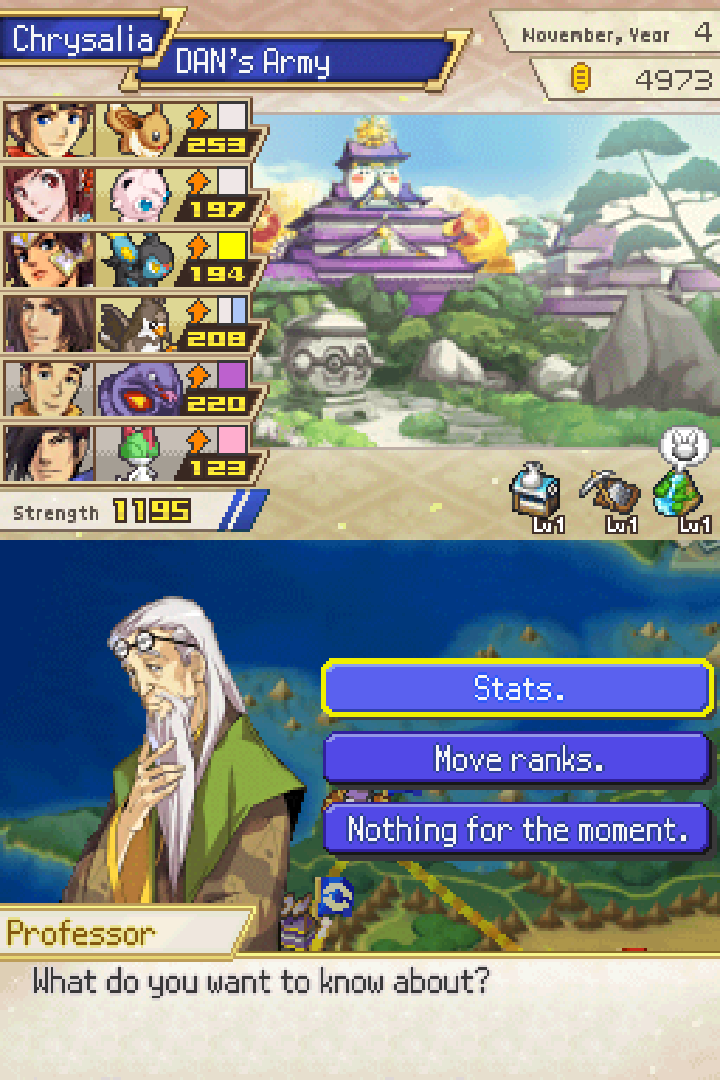 Chrysalia
DAN's Army
November, Year 4
4973
253
197
194
208
220
123
Strength 1195
Lv1
Lv1
Lv1
Stats.
Move ranks.
Nothing for the moment.
Professor
What do you want to know about?